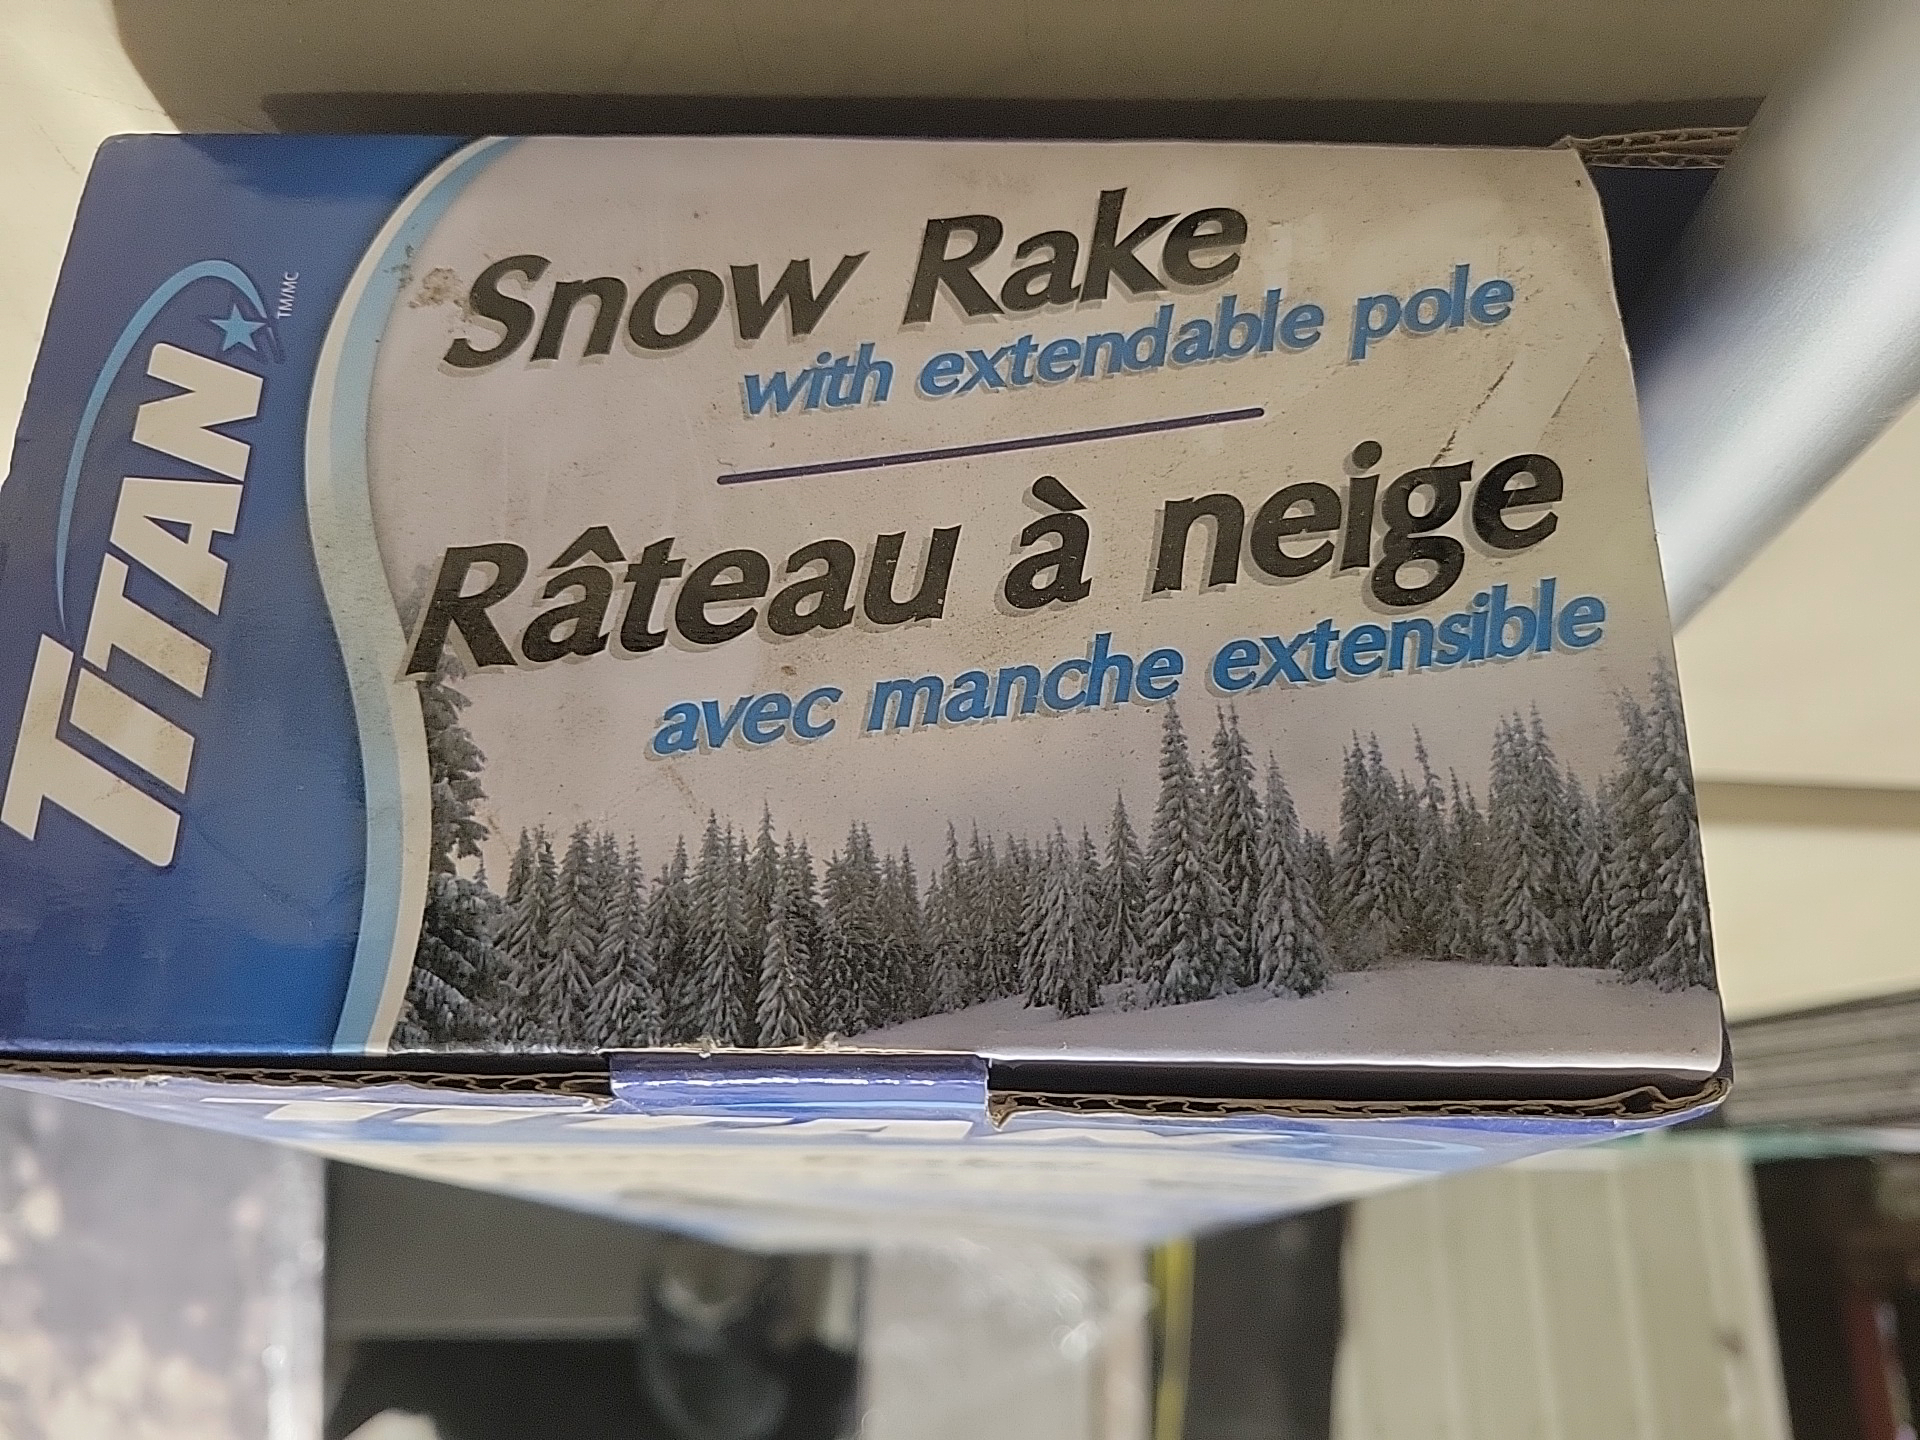 TITAN
TM/MC
Snow Rake
with extendable pole
Râteau à neige
avec manche extensible